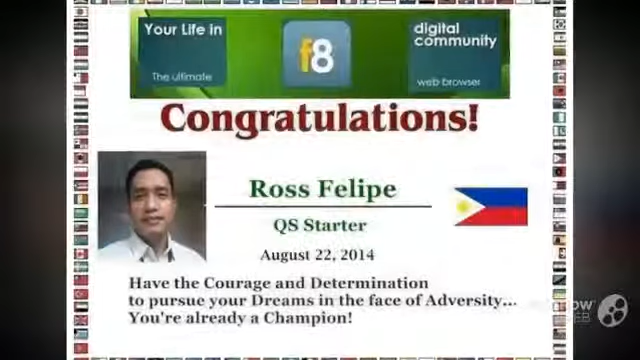 Your Life in
f8
digital
community
The ultimate
web browser
Congratulations!
Ross Felipe
QS Starter
August 22, 2014
Have the Courage and Determination
to pursue your Dreams in the face of Adversity...
You're already a Champion!